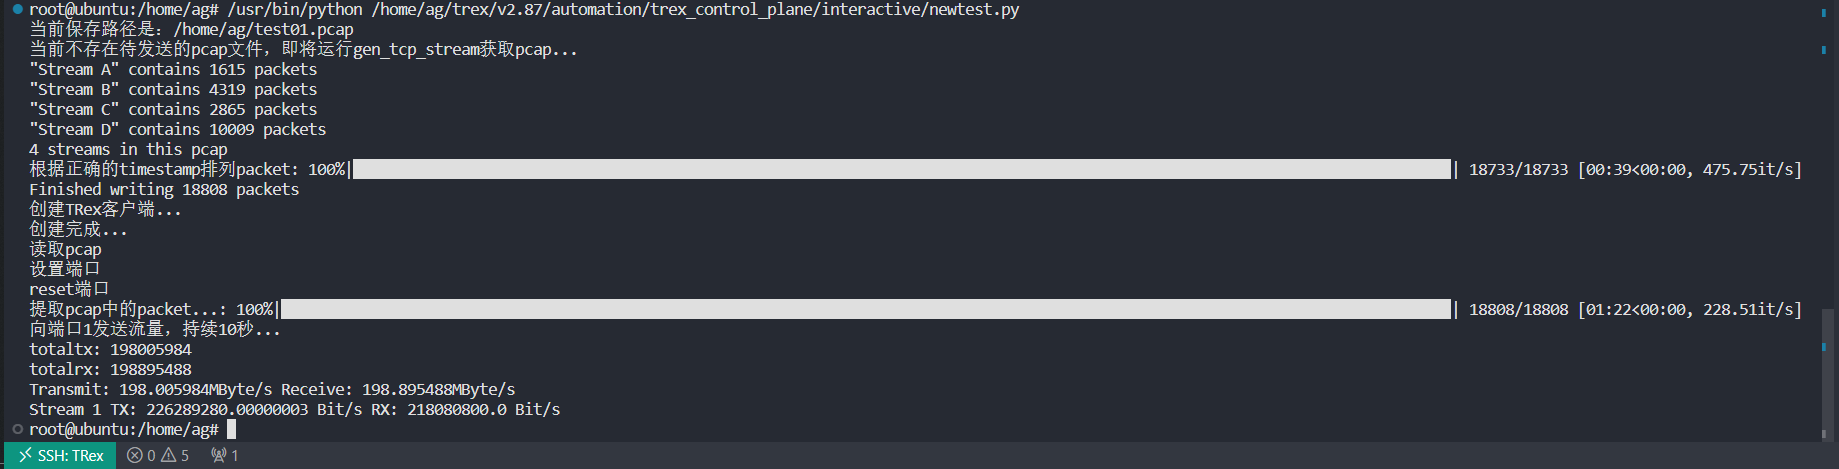 root@ubuntu:/home/ag# /usr/bin/python /home/ag/trex/v2.87/automation/trex_control_plane/interactive/newtest.py
当前保存路径是：/home/ag/test01.pcap
当前不存在待发送的pcap文件，即将运行gen_tcp_stream获取pcap...
"Stream A" contains 1615 packets
"Stream B" contains 4319 packets
"Stream C" contains 2865 packets
"Stream D" contains 10009 packets
4 streams in this pcap
根据正确的timestamp排列packet: 100%| | 18733/18733 [00:39<00:00, 475.75it/s]
Finished writing 18808 packets
创建TRex客户端...
创建完成...
读取pcap
设置端口
reset端口
提取pcap中的packet...: 100%| | 18808/18808 [01:22<00:00, 228.51it/s]
向端口1发送流量，持续10秒...
totaltx: 198005984
totalrx: 198895488
Transmit: 198.005984MByte/s Receive: 198.895488MByte/s
Stream 1 TX: 226289280.00000003 Bit/s RX: 218080800.0 Bit/s
root@ubuntu:/home/ag#
SSH: TRex 0 5 1